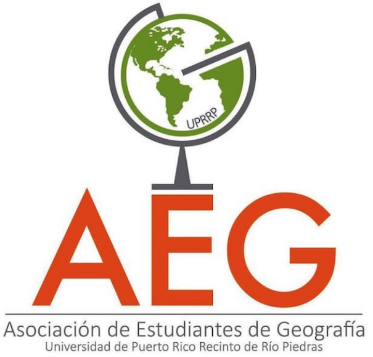 UPRRP
AEG
Asociación de Estudiantes de Geografía
Universidad de Puerto Rico Recinto de Río Piedras